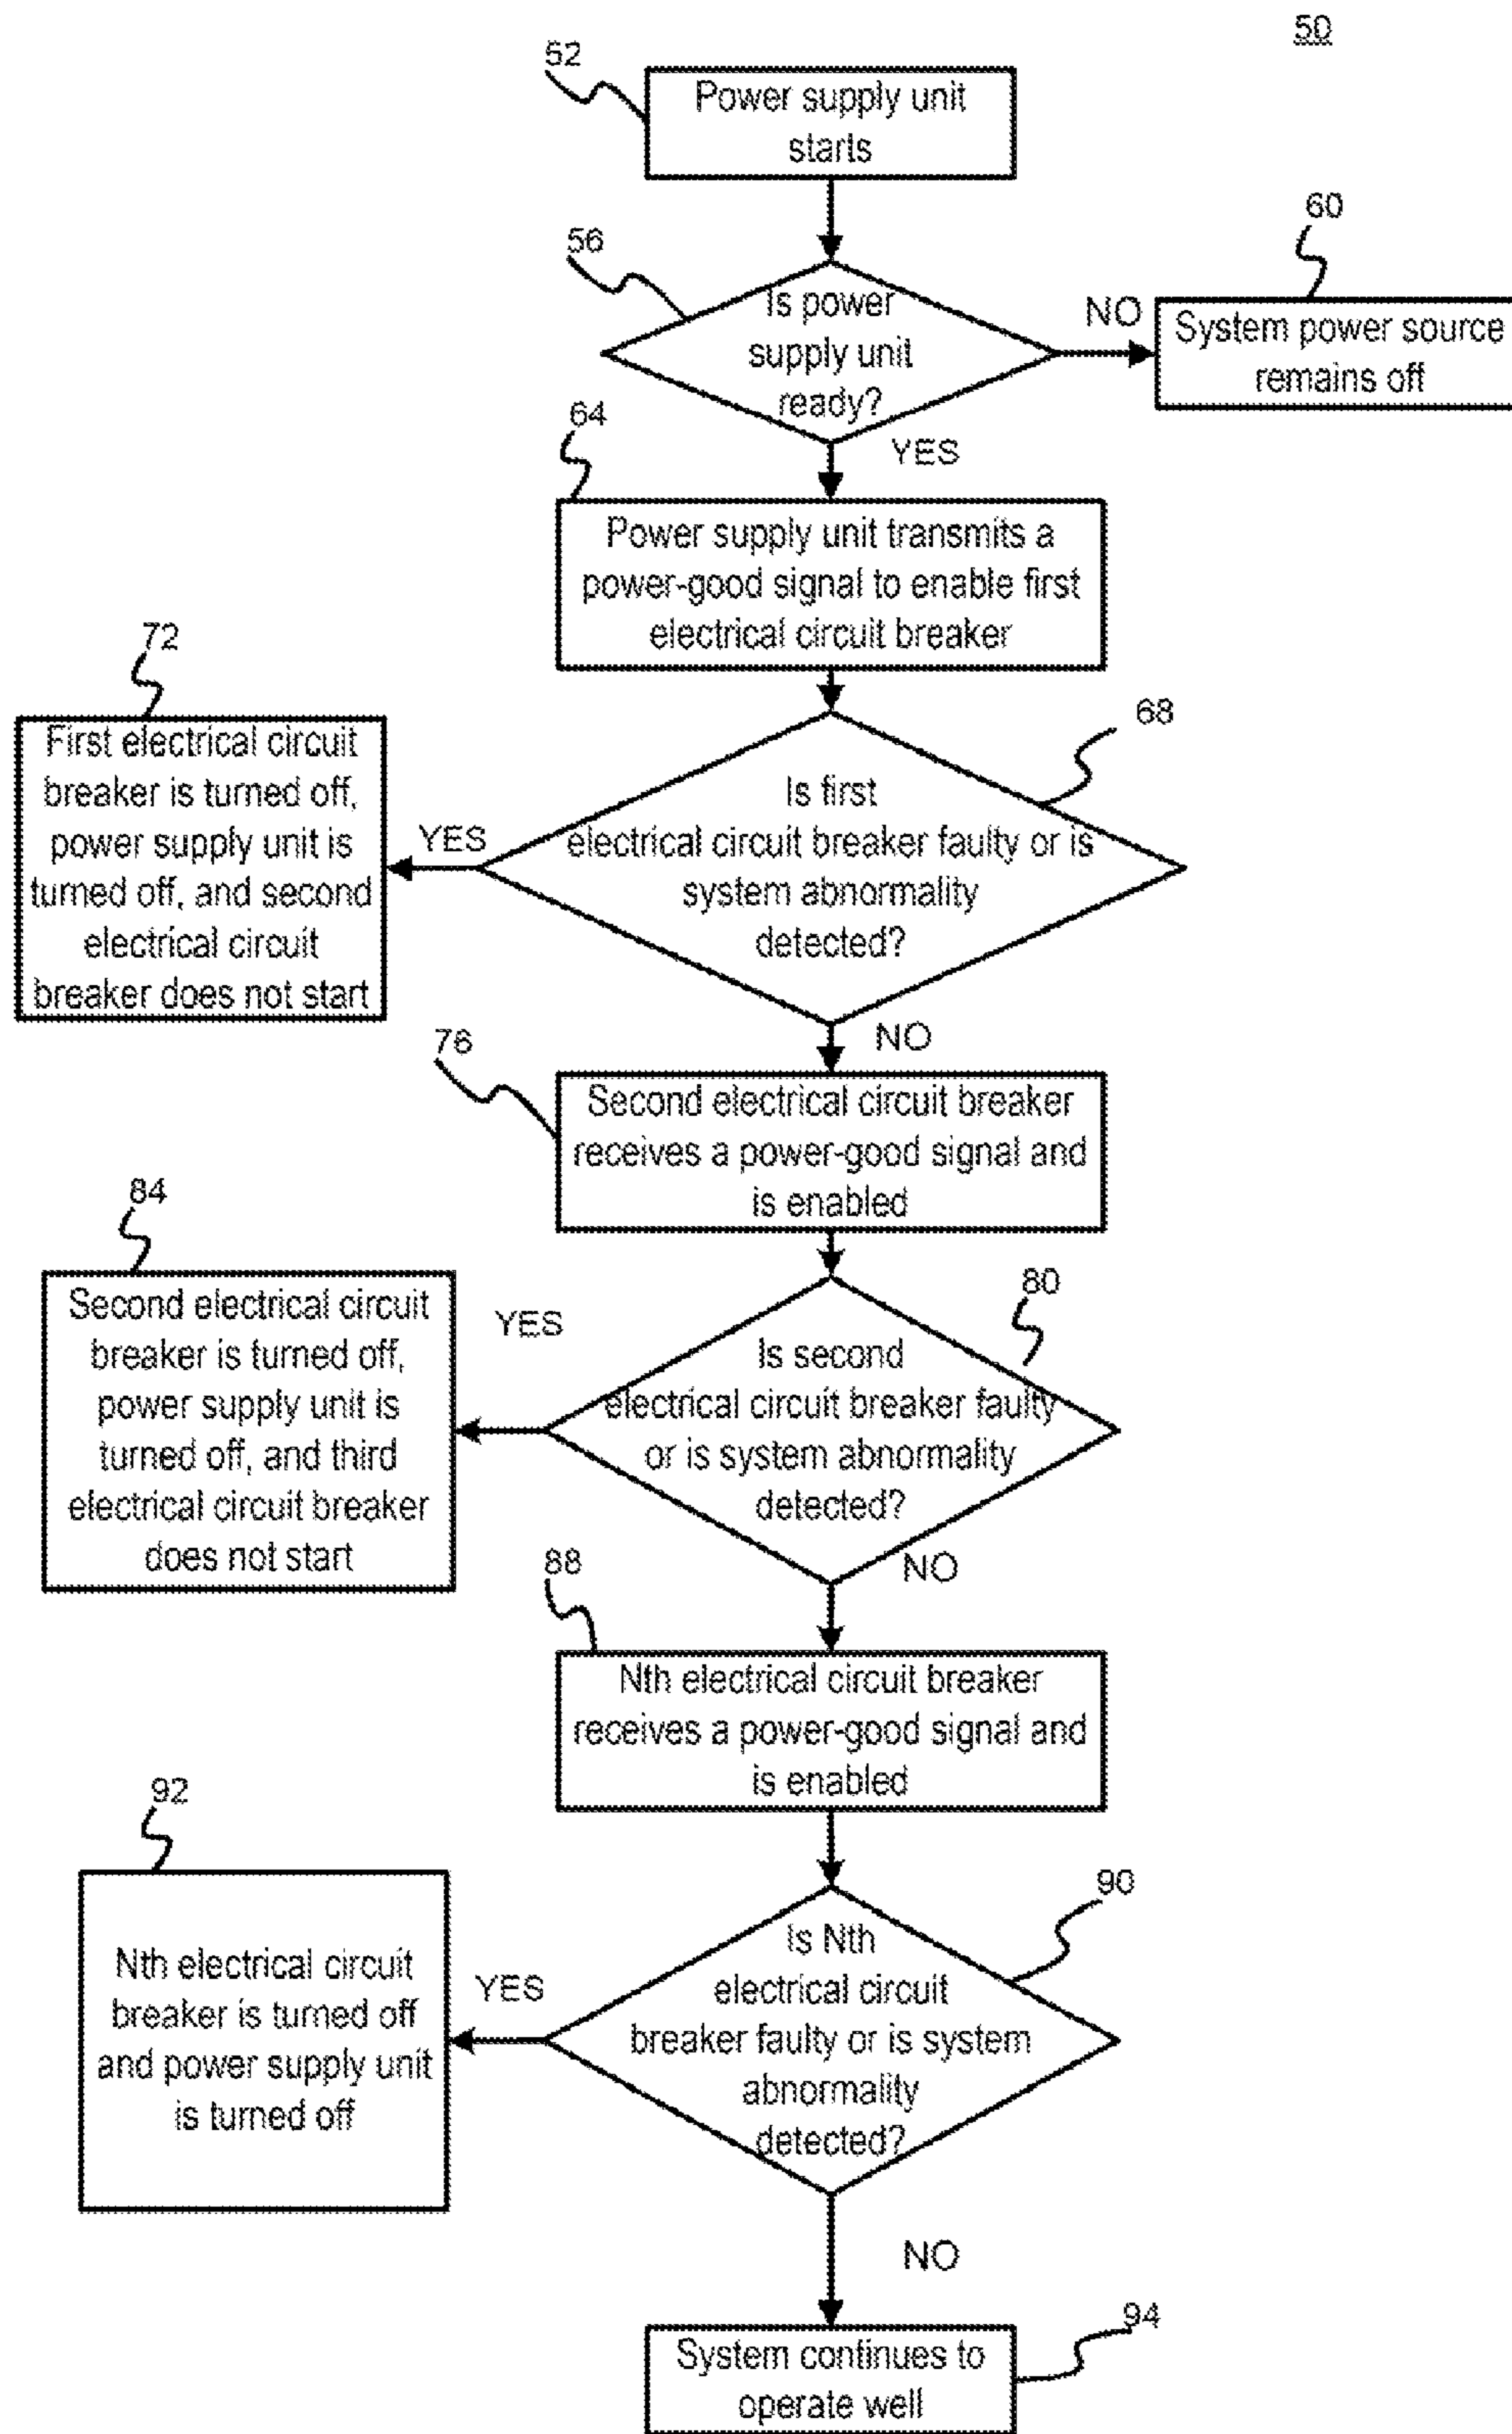 50
52
Power supply unit
starts
56
Is power
supply unit
ready?
NO
60
System power source
remains off
YES
64
Power supply unit transmits a
power-good signal to enable first
electrical circuit breaker
68
Is first
electrical circuit breaker faulty or is
system abnormality
detected?
YES
72
First electrical circuit
breaker is turned off,
power supply unit is
turned off, and second
electrical circuit
breaker does not start
NO
76
Second electrical circuit breaker
receives a power-good signal and
is enabled
80
Is second
electrical circuit breaker faulty
or is system abnormality
detected?
YES
84
Second electrical circuit
breaker is turned off,
power supply unit is
turned off, and third
electrical circuit breaker
does not start
NO
88
Nth electrical circuit breaker
receives a power-good signal and
is enabled
90
Is Nth
electrical circuit
breaker faulty or is system
abnormality
detected?
YES
92
Nth electrical circuit
breaker is turned off
and power supply unit
is turned off
NO
94
System continues to
operate well